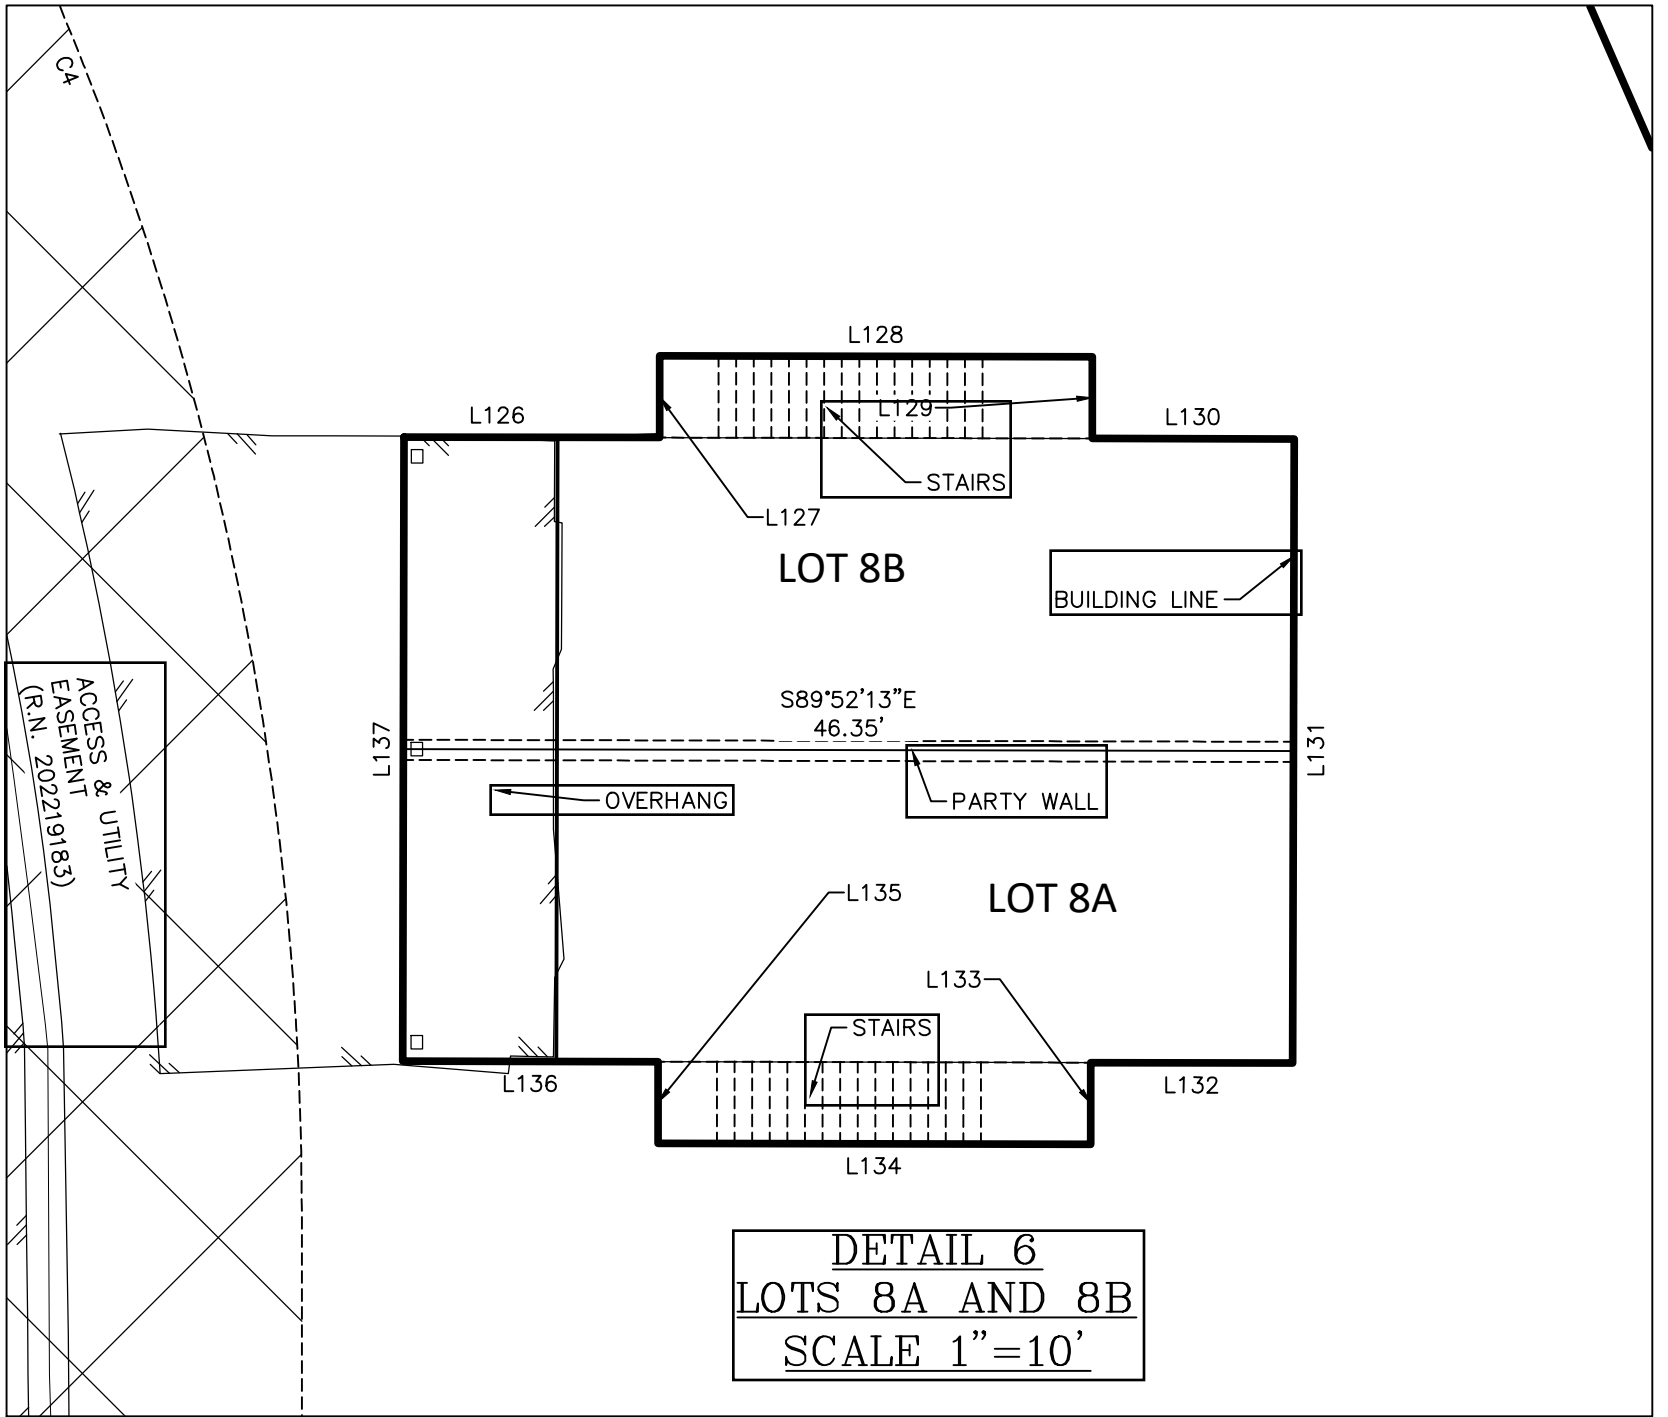 C4
L128
L126
L129
L130
STAIRS
L127
LOT 8B
BUILDING LINE
ACCESS & UTILITY
EASEMENT
(R.N. 202219183)
S89°52'13"E
46.35'
L137
L131
OVERHANG
PARTY WALL
L135
LOT 8A
L133
STAIRS
L136
L132
L134
DETAIL 6
LOTS 8A AND 8B
SCALE 1"=10'